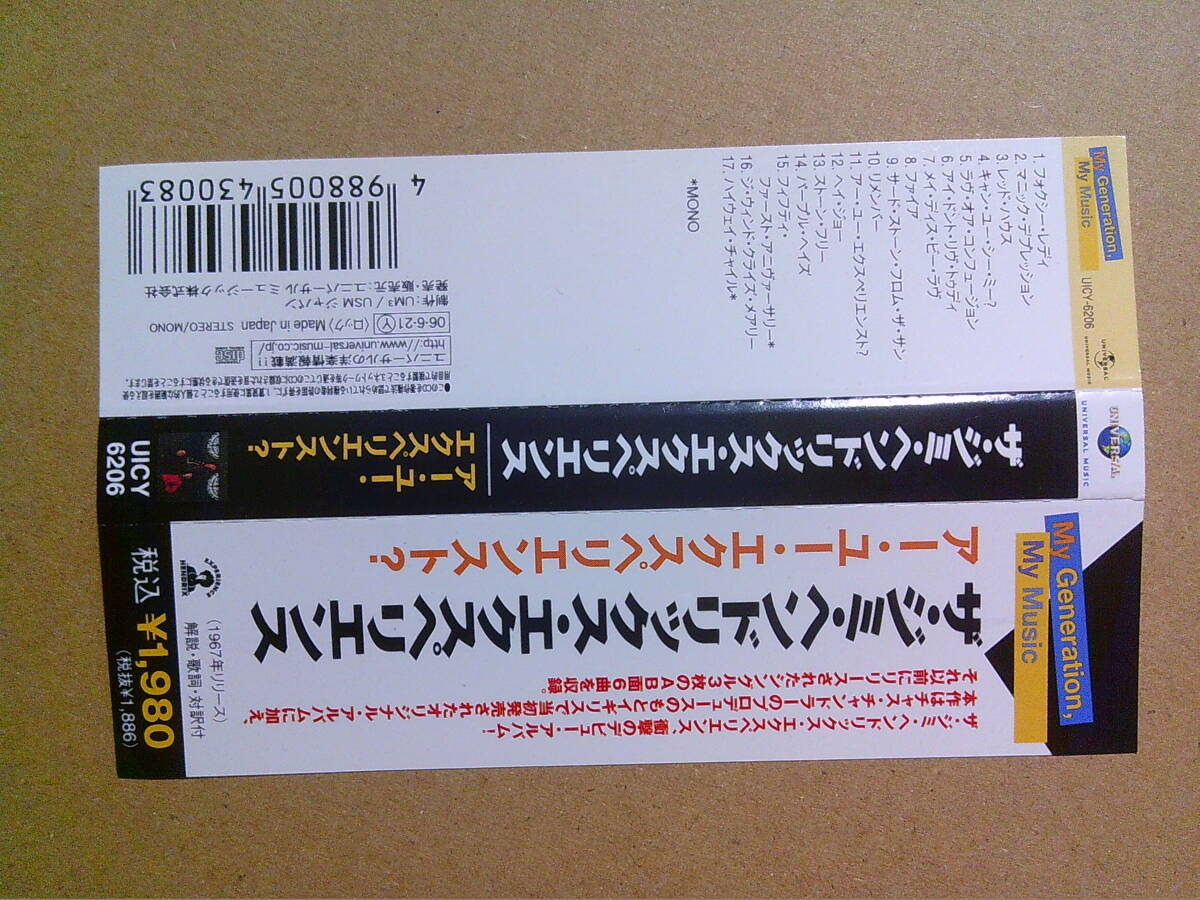 My Generation,
My Music
UICY-6206
UNIVERSAL
UNIVERSAL MUSIC
1. フォクシー・レディ
2. マニック・デプレッション
3. レッド・ハウス
4. キャン・ユー・シー・ミー?
5. ラヴ・オア・コンフュージョン
6. アイ・ドント・リヴ・トゥデイ
7. メイ・ディス・ビー・ラヴ
8. ファイア
9. サード・ストーン・フロム・ザ・サン
10. リメンバー
11. アー・ユー・エクスペリエンスト?
12. ヘイ・ジョー
13. ストーン・フリー
14. パープル・ヘイズ
15. フィフティ・
ファースト・アニヴァーサリー*
16. ジ・ウィンド・クライズ・メアリー
17. ハイウェイ・チャイル*
*MONO
4 988005 430083
制作：UM³ / USM ジャパン
発売・販売元：ユニバーサル ミュージック株式会社
06・6・21 Ⓨ 〈ロック〉 Made in Japan STEREO/MONO
ユニバーサルの洋楽情報満載!!
http://www.universal-music.co.jp/
UNIVERSAL
UNIVERSAL MUSIC
ザ・ジミ・ヘンドリックス・エクスペリエンス
アー・ユー・
エクスペリエンスト?
UICY
6206
My Generation,
My Music
アー・ユー・エクスペリエンスト?
ザ・ジミ・ヘンドリックス・エクスペリエンス
ザ・ジミ・ヘンドリックス・エクスペリエンス、衝撃のデビュー・アルバム!
本作はチャス・チャンドラーのプロデュースのもとイギリスで当初発売されたオリジナル・アルバムに加え、
それ以前にリリースされたシングル3枚のAB面6曲を収録。
EXPERIENCE
HENDRIX
(1967年リリース)
解説・歌詞・対訳付
税込 ¥1,980
(税抜¥1,886)